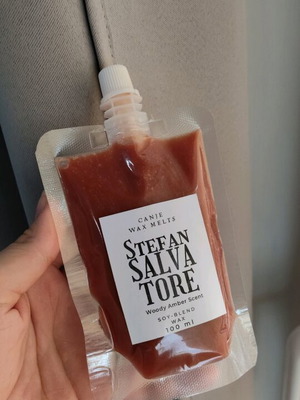 CANJE
WAX MELTS
STEFAN
SALVA
TORE
Woody Amber Scent
SOY-BLEND
WAX
100 ml